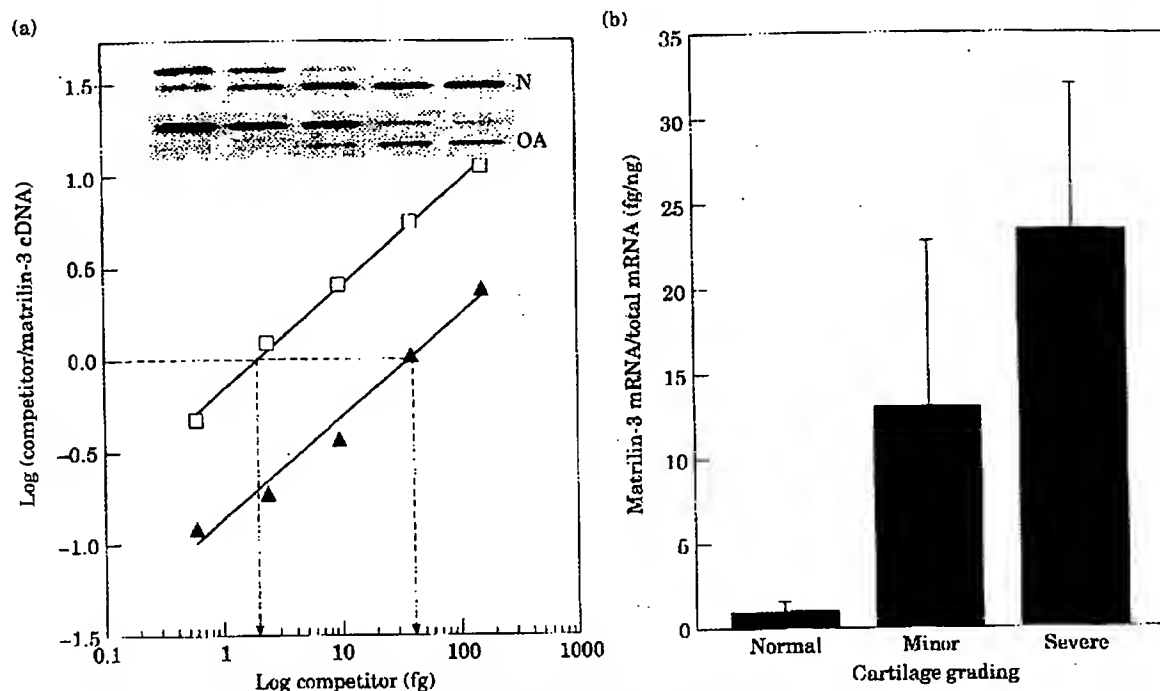 (a)
Log (competitor/matrilin-3 cDNA)
1.5
1.0
0.5
0.0
−0.5
−1.0
−1.5
N
OA
0.1
1
10
100
1000
Log competitor (fg)
(b)
Matrilin-3 mRNA/total mRNA (fg/ng)
35
30
25
20
15
10
5
0
Normal
Minor
Severe
Cartilage grading